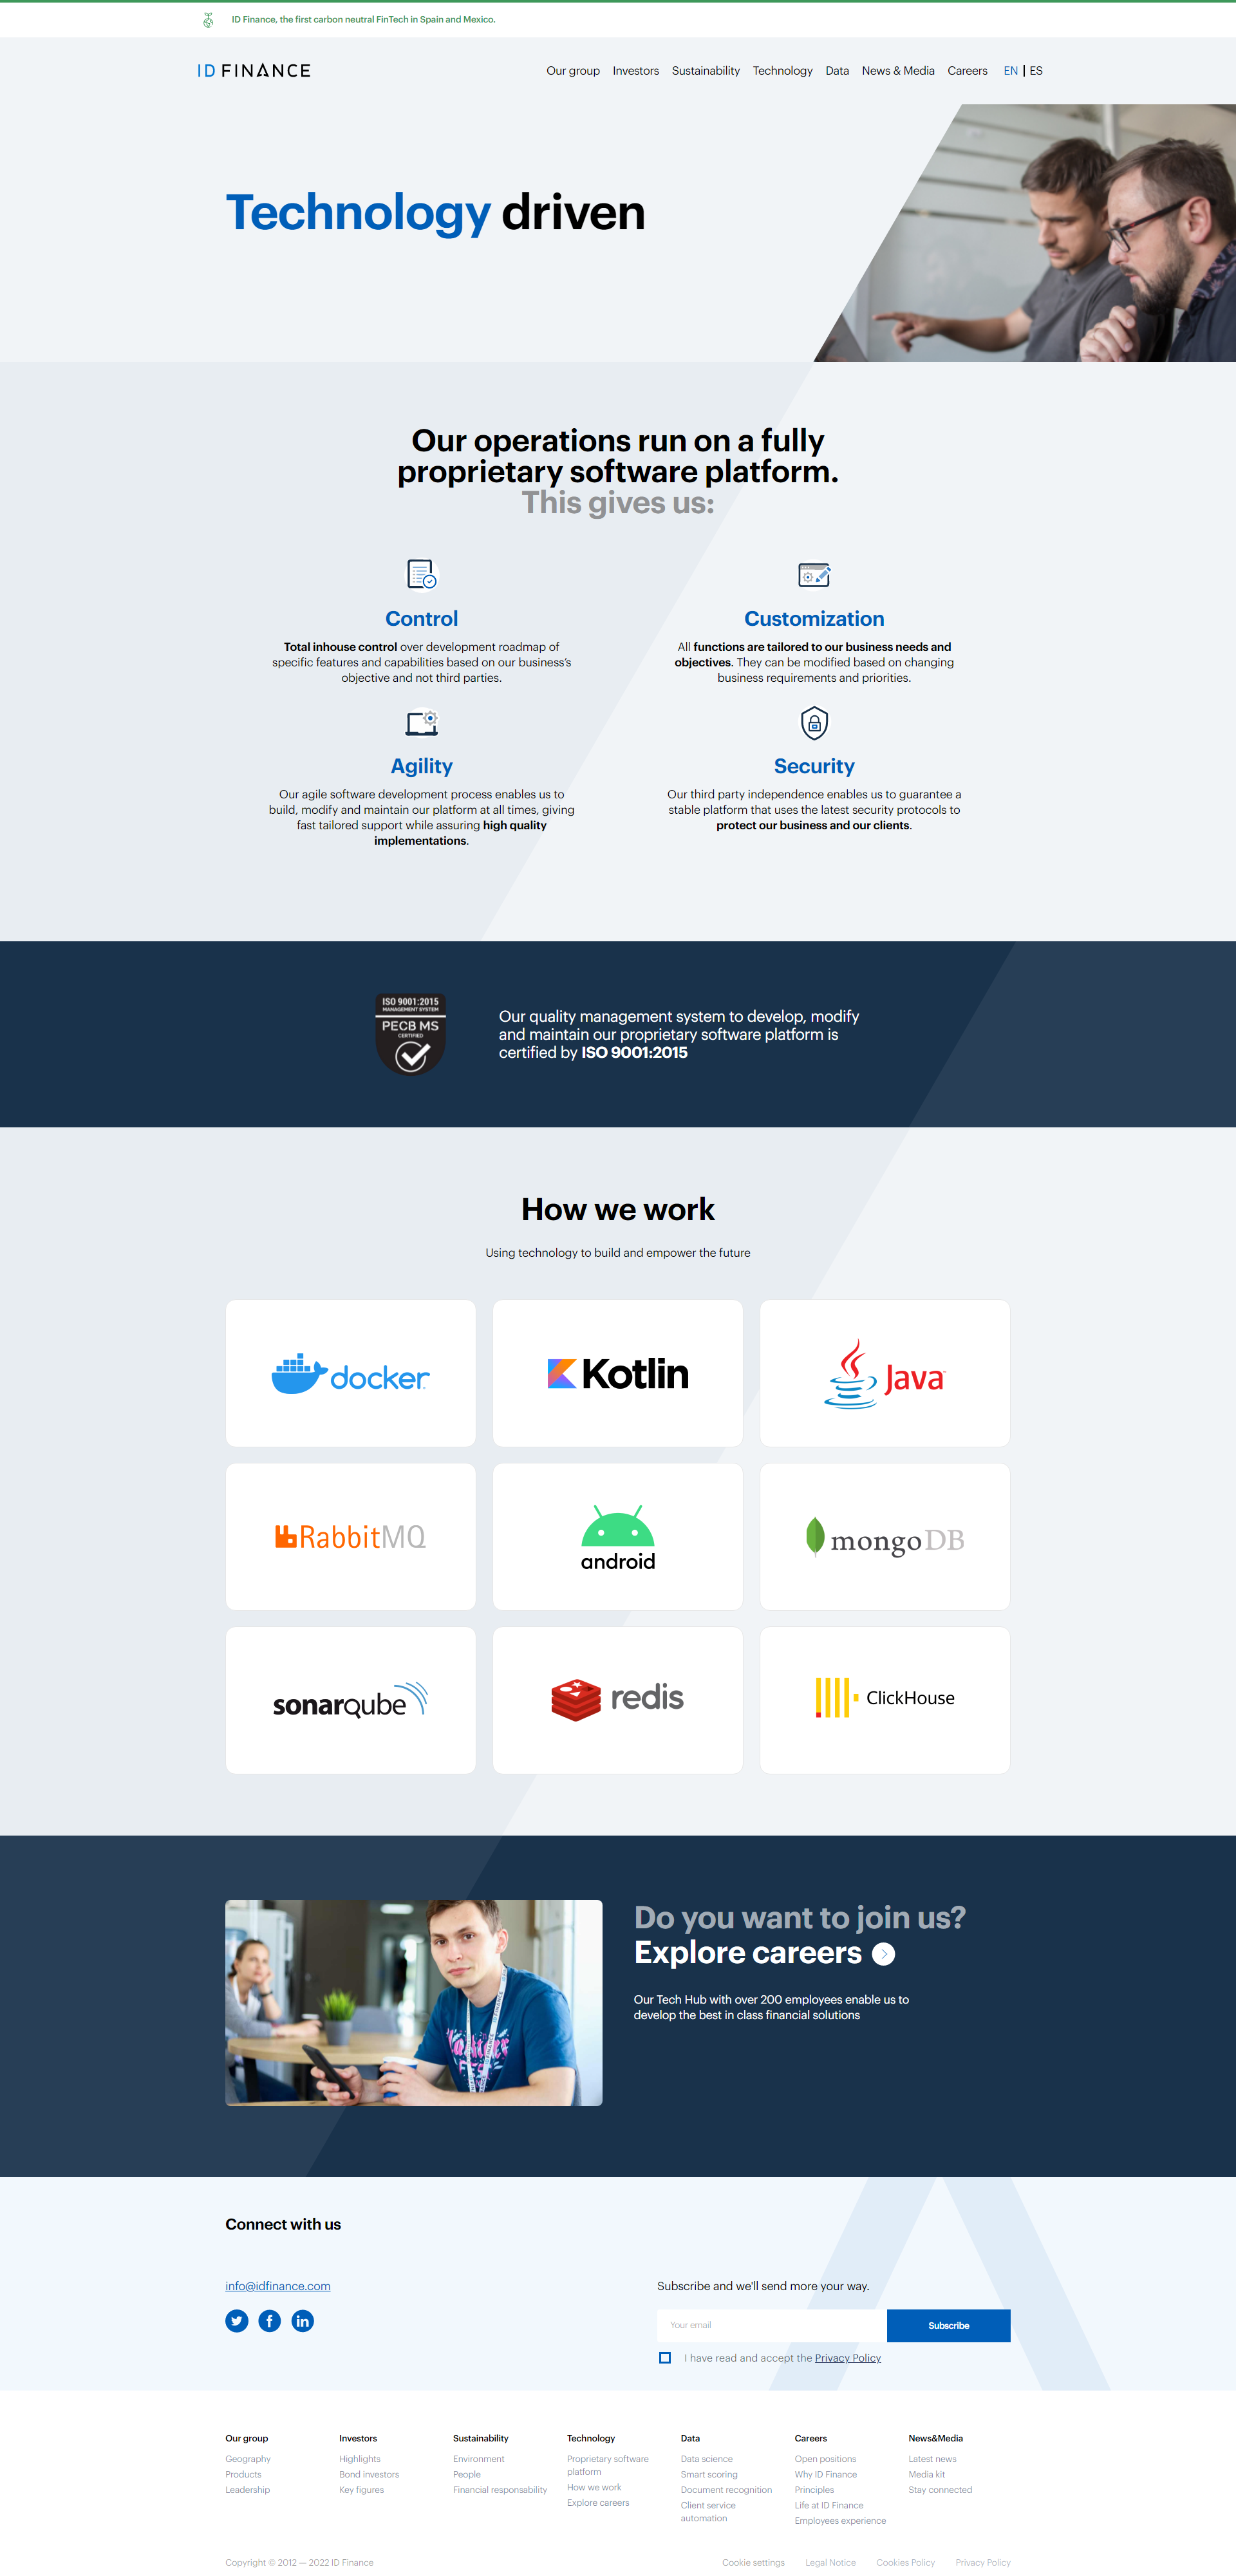 ID Finance, the first carbon neutral FinTech in Spain and Mexico.
ID FINANCE
Our group Investors Sustainability Technology Data News & Media Careers EN | ES
Technology driven
Our operations run on a fully
proprietary software platform.
This gives us:
Control
Total inhouse control over development roadmap of
specific features and capabilities based on our business's
objective and not third parties.
Customization
All functions are tailored to our business needs and
objectives. They can be modified based on changing
business requirements and priorities.
Agility
Our agile software development process enables us to
build, modify and maintain our platform at all times, giving
fast tailored support while assuring high quality
implementations.
Security
Our third party independence enables us to guarantee a
stable platform that uses the latest security protocols to
protect our business and our clients.
ISO 9001:2015
MANAGEMENT SYSTEM
PECB MS
CERTIFIED
Our quality management system to develop, modify
and maintain our proprietary software platform is
certified by ISO 9001:2015
How we work
Using technology to build and empower the future
docker
Kotlin
Java
RabbitMQ
android
mongoDB
sonarqube
redis
ClickHouse
Do you want to join us?
Explore careers
Our Tech Hub with over 200 employees enable us to
develop the best in class financial solutions
Connect with us
info@idfinance.com
Subscribe and we'll send more your way.
Your email
Subscribe
I have read and accept the Privacy Policy
Our group
Geography
Products
Leadership
Investors
Highlights
Bond investors
Key figures
Sustainability
Environment
People
Financial responsability
Technology
Proprietary software
platform
How we work
Explore careers
Data
Data science
Smart scoring
Document recognition
Client service
automation
Careers
Open positions
Why ID Finance
Principles
Life at ID Finance
Employees experience
News&Media
Latest news
Media kit
Stay connected
Copyright © 2012 — 2022 ID Finance
Cookie settings Legal Notice Cookies Policy Privacy Policy